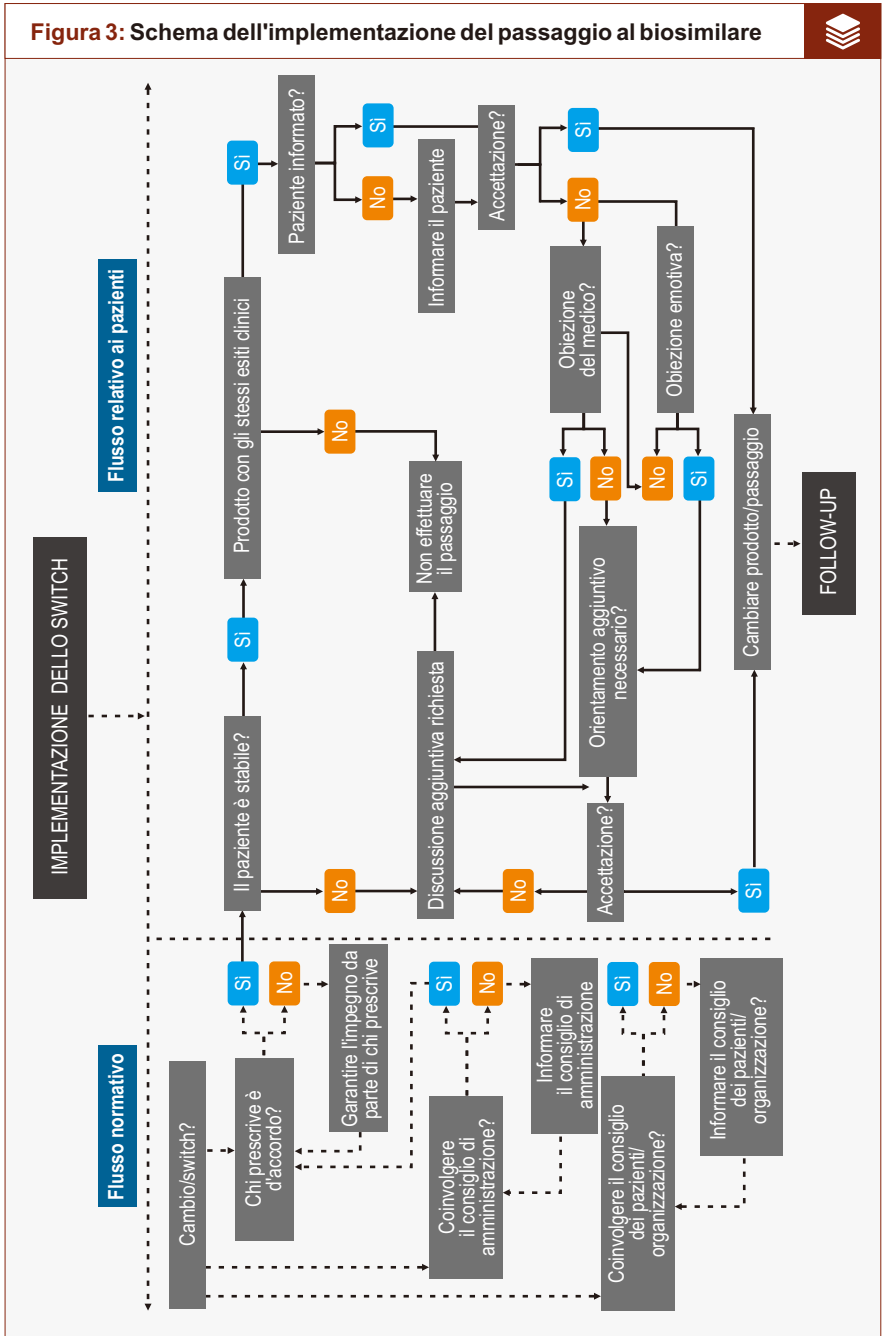 Figura 3: Schema dell'implementazione del passaggio al biosimilare
IMPLEMENTAZIONE DELLO SWITCH
Flusso normativo
Flusso relativo ai pazienti
Cambio/switch?
Chi prescrive è
d'accordo?
Sì
No
Garantire l'impegno da
parte di chi prescrive
Coinvolgere
il consiglio di
amministrazione?
Sì
No
Informare
il consiglio di
amministrazione
Coinvolgere il consiglio
dei pazienti/
organizzazione?
Sì
No
Informare il consiglio
dei pazienti/
organizzazione?
Il paziente è stabile?
Sì
No
Prodotto con gli stessi esiti clinici
Sì
No
Paziente informato?
No
Sì
Informare il paziente
Accettazione?
No
Sì
Non effettuare
il passaggio
Discussione aggiuntiva richiesta
Obiezione
del medico?
Sì
No
Obiezione emotiva?
No
Sì
Orientamento aggiuntivo
necessario?
Accettazione?
No
Sì
Cambiare prodotto/passaggio
FOLLOW-UP